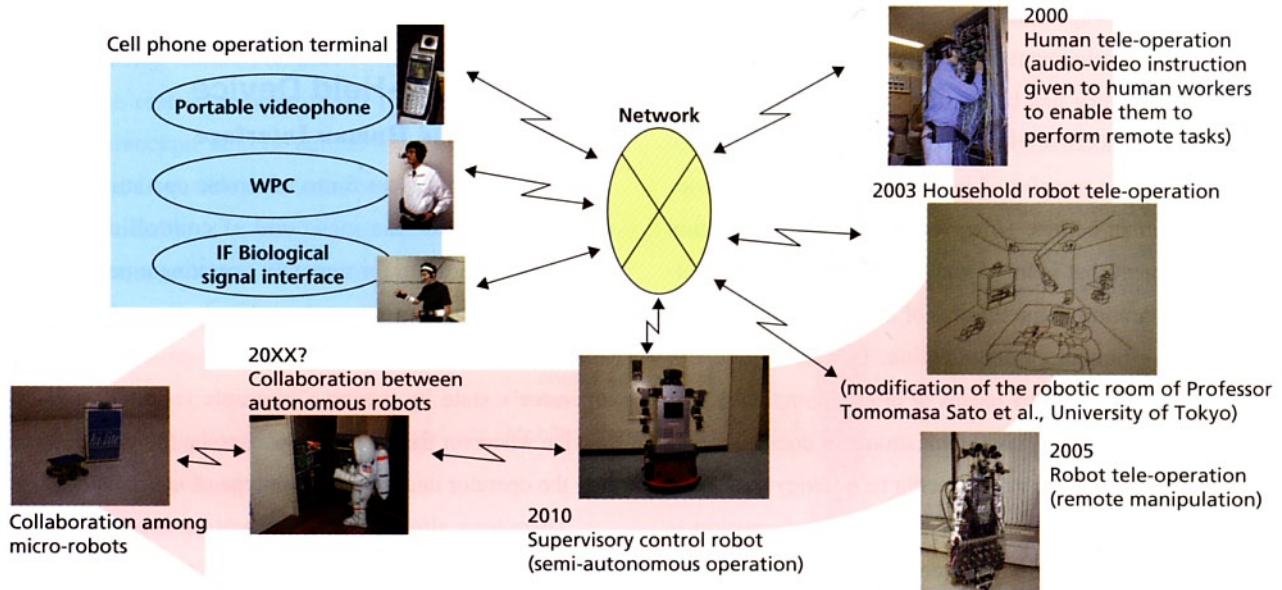 Cell phone operation terminal
Portable videophone
WPC
IF Biological
signal interface
Network
2000
Human tele-operation
(audio-video instruction
given to human workers
to enable them to
perform remote tasks)
2003 Household robot tele-operation
(modification of the robotic room of Professor
Tomomasa Sato et al., University of Tokyo)
2005
Robot tele-operation
(remote manipulation)
2010
Supervisory control robot
(semi-autonomous operation)
20XX?
Collaboration between
autonomous robots
Collaboration among
micro-robots